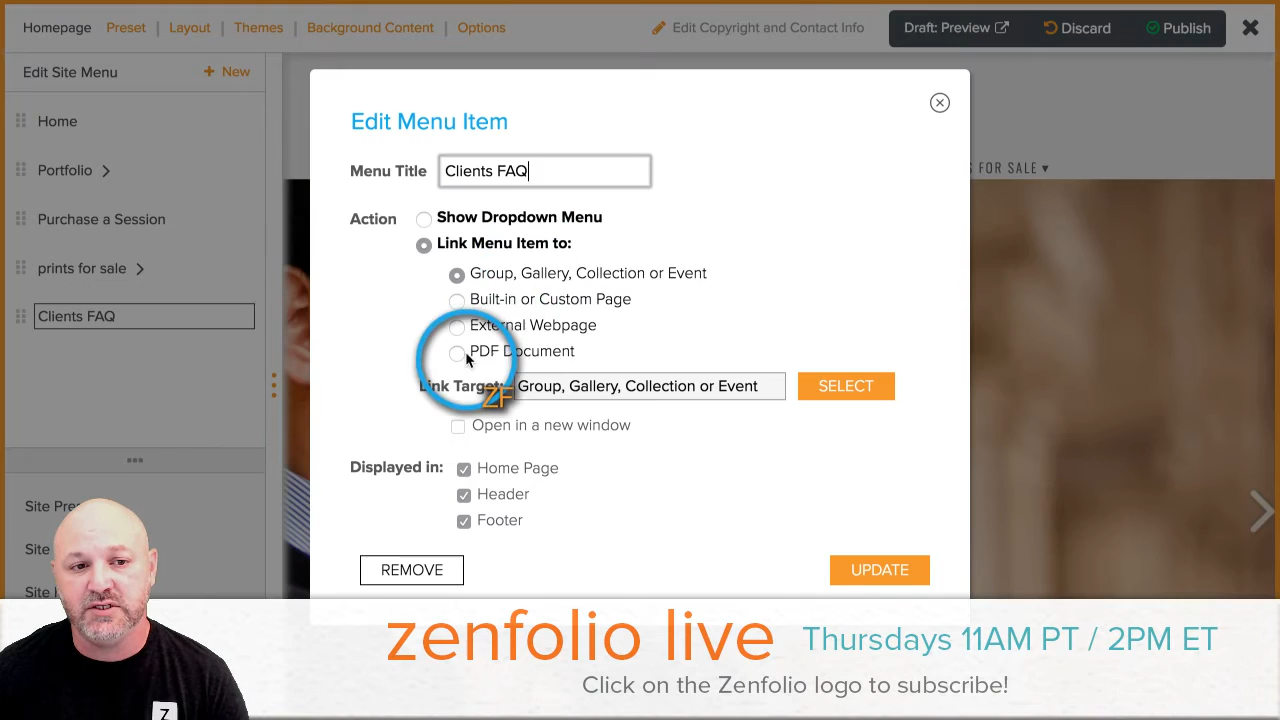 Homepage Preset | Layout | Themes | Background Content | Options Edit Copyright and Contact Info Draft: Preview Discard Publish
Edit Site Menu + New
Home
Portfolio
Purchase a Session
prints for sale
Clients FAQ
S FOR SALE ▾
Edit Menu Item
Menu Title Clients FAQ
Action Show Dropdown Menu
Link Menu Item to:
Group, Gallery, Collection or Event
Built-in or Custom Page
External Webpage
PDF Document
Link Target: Group, Gallery, Collection or Event SELECT
ZF
Open in a new window
Displayed in: Home Page
Header
Footer
REMOVE UPDATE
Site Pre
Site
Site
zenfolio live Thursdays 11AM PT / 2PM ET
Click on the Zenfolio logo to subscribe!
Z